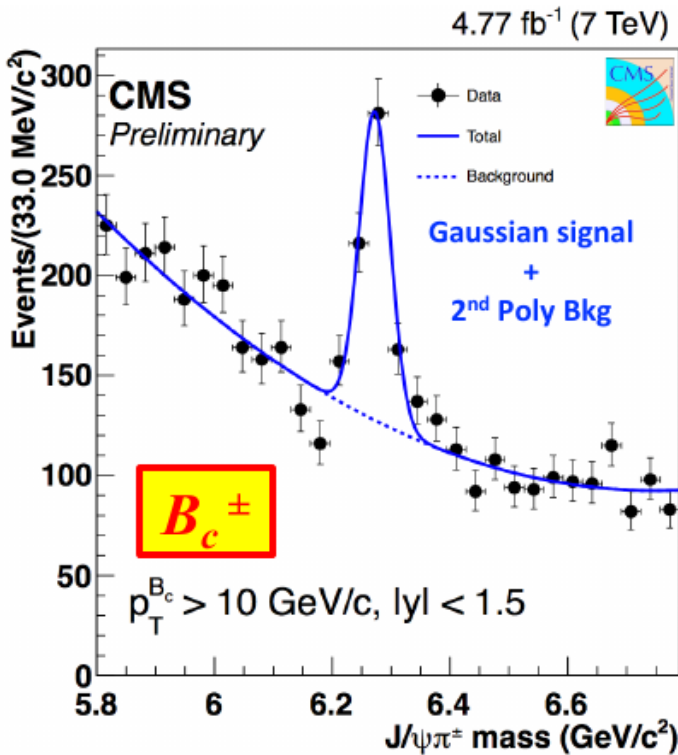 4.77 fb⁻¹ (7 TeV)
Events/(33.0 MeV/c²)
300
250
200
150
100
50
0
CMS
Preliminary
Data
Total
Background
CMS
Gaussian signal
+
2nd Poly Bkg
B_c ±
p_T^{B_c} > 10 GeV/c, |y| < 1.5
5.8 6 6.2 6.4 6.6
J/ψπ± mass (GeV/c²)